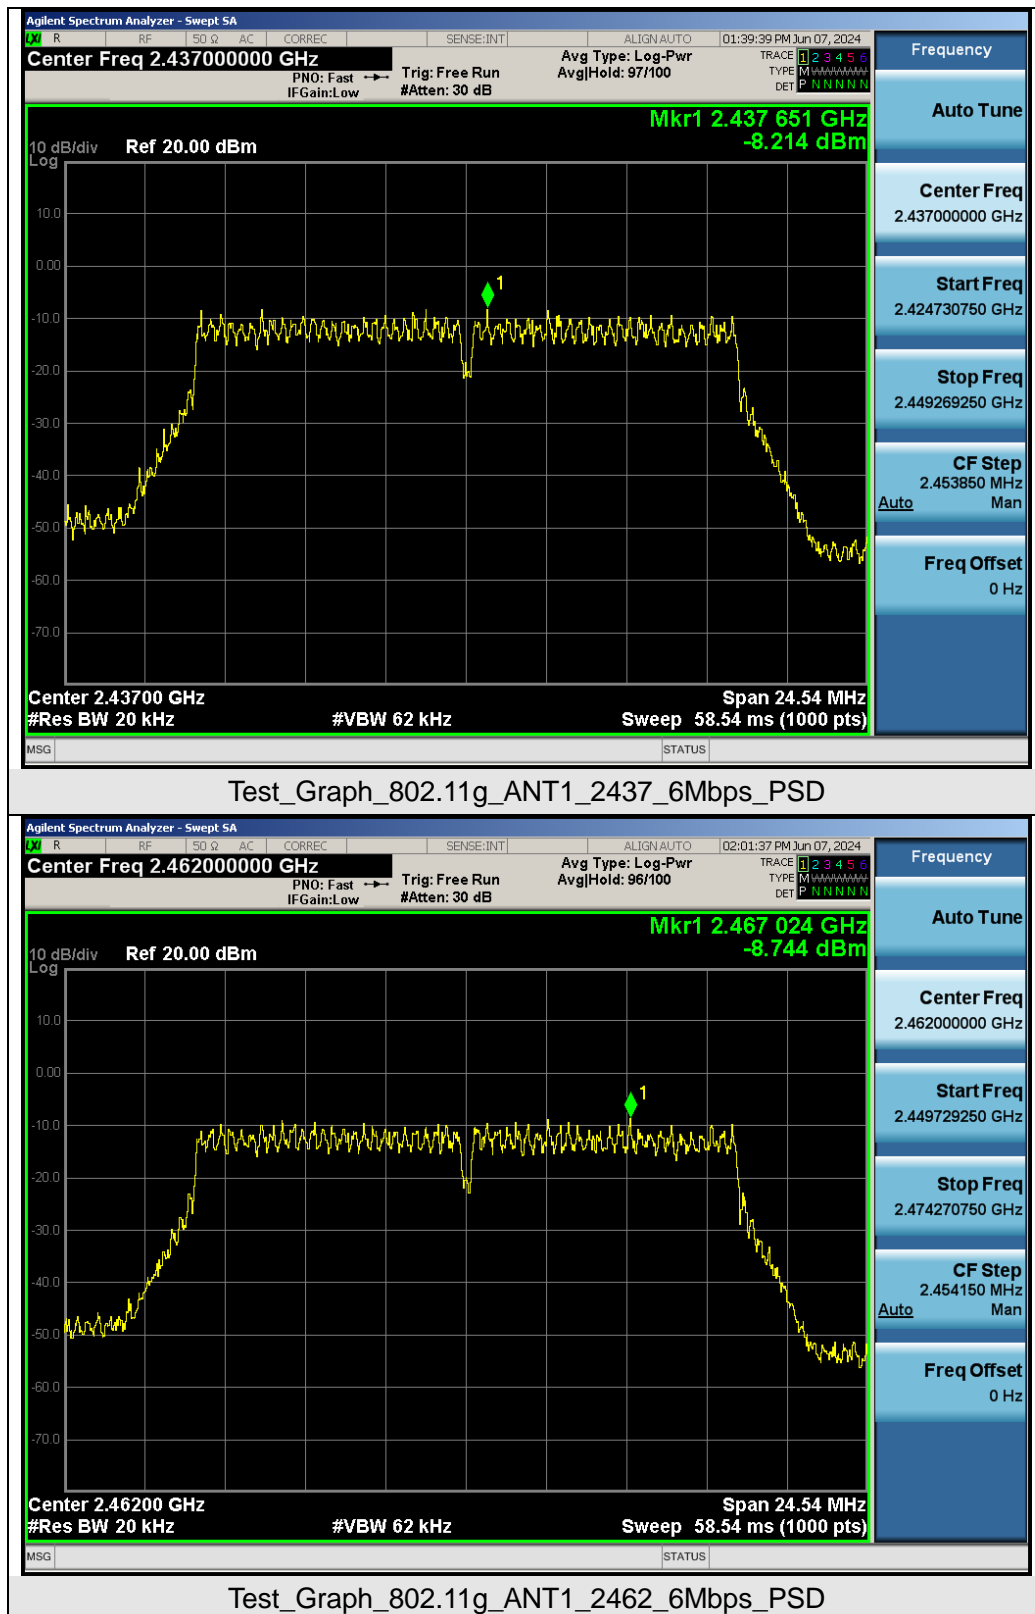 Agilent Spectrum Analyzer - Swept SA
LXI R RF 50 Ω AC CORREC SENSE:INT ALIGN AUTO 01:39:39 PM Jun 07, 2024
Center Freq 2.437000000 GHz
PNO: Fast
IFGain:Low
Trig: Free Run
#Atten: 30 dB
Avg Type: Log-Pwr
Avg|Hold: 97/100
TRACE 1 2 3 4 5 6
TYPE M
DET P N N N N N
Frequency
Auto Tune
Center Freq
2.437000000 GHz
Start Freq
2.424730750 GHz
Stop Freq
2.449269250 GHz
CF Step
2.453850 MHz
Auto Man
Freq Offset
0 Hz
Mkr1 2.437 651 GHz
-8.214 dBm
10 dB/div Ref 20.00 dBm
Log
10.0
0.00
-10.0
-20.0
-30.0
-40.0
-50.0
-60.0
-70.0
1
Center 2.43700 GHz Span 24.54 MHz
#Res BW 20 kHz #VBW 62 kHz Sweep 58.54 ms (1000 pts)
MSG STATUS
Test_Graph_802.11g_ANT1_2437_6Mbps_PSD
Agilent Spectrum Analyzer - Swept SA
LXI R RF 50 Ω AC CORREC SENSE:INT ALIGN AUTO 02:01:37 PM Jun 07, 2024
Center Freq 2.462000000 GHz
PNO: Fast
IFGain:Low
Trig: Free Run
#Atten: 30 dB
Avg Type: Log-Pwr
Avg|Hold: 96/100
TRACE 1 2 3 4 5 6
TYPE M
DET P N N N N N
Frequency
Auto Tune
Center Freq
2.462000000 GHz
Start Freq
2.449729250 GHz
Stop Freq
2.474270750 GHz
CF Step
2.454150 MHz
Auto Man
Freq Offset
0 Hz
Mkr1 2.467 024 GHz
-8.744 dBm
10 dB/div Ref 20.00 dBm
Log
10.0
0.00
-10.0
-20.0
-30.0
-40.0
-50.0
-60.0
-70.0
1
Center 2.46200 GHz Span 24.54 MHz
#Res BW 20 kHz #VBW 62 kHz Sweep 58.54 ms (1000 pts)
MSG STATUS
Test_Graph_802.11g_ANT1_2462_6Mbps_PSD